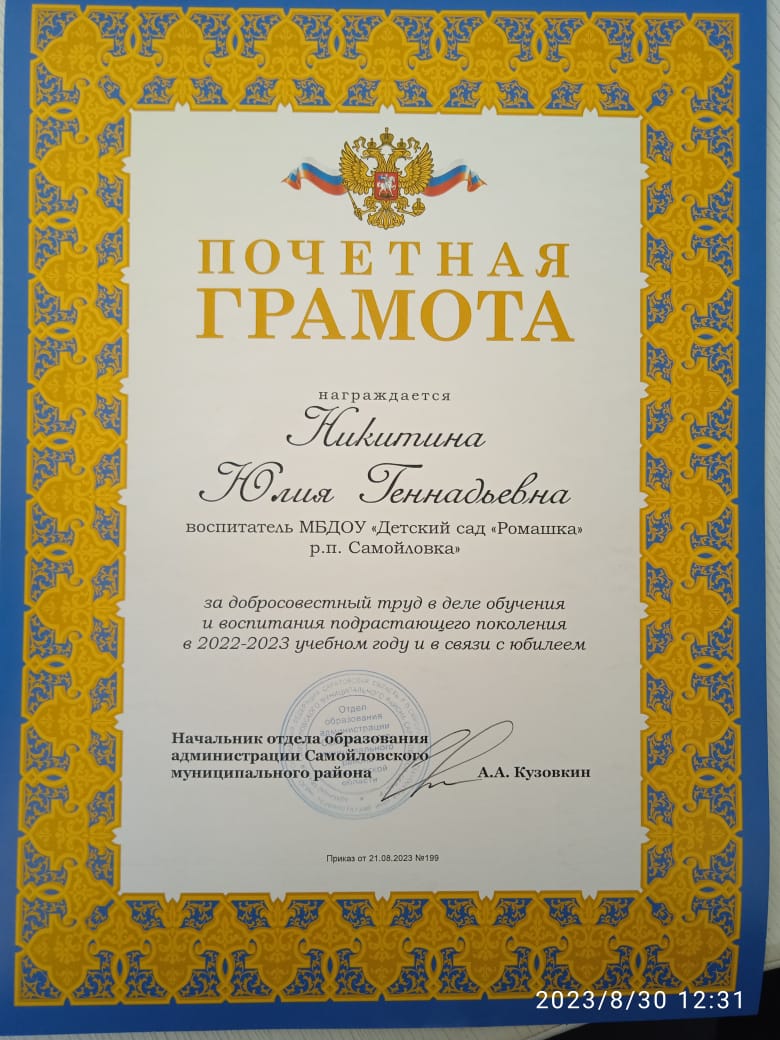 ПОЧЕТНАЯ
ГРАМОТА
награждается
Никитина
Юлия Геннадьевна
воспитатель МБДОУ «Детский сад «Ромашка»
р.п. Самойловка»
за добросовестный труд в деле обучения
и воспитания подрастающего поколения
в 2022-2023 учебном году и в связи с юбилеем
Отдел
образования
администрации
области
Начальник отдела образования
администрации Самойловского
муниципального района
А.А. Кузовкин
Приказ от 21.08.2023 №199
2023/8/30 12:31